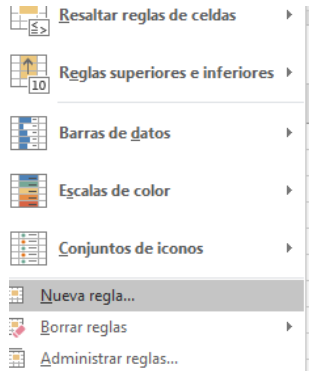 Resaltar reglas de celdas
Reglas superiores e inferiores
10
Barras de datos
Escalas de color
Conjuntos de iconos
Nueva regla...
Borrar reglas
Administrar reglas...